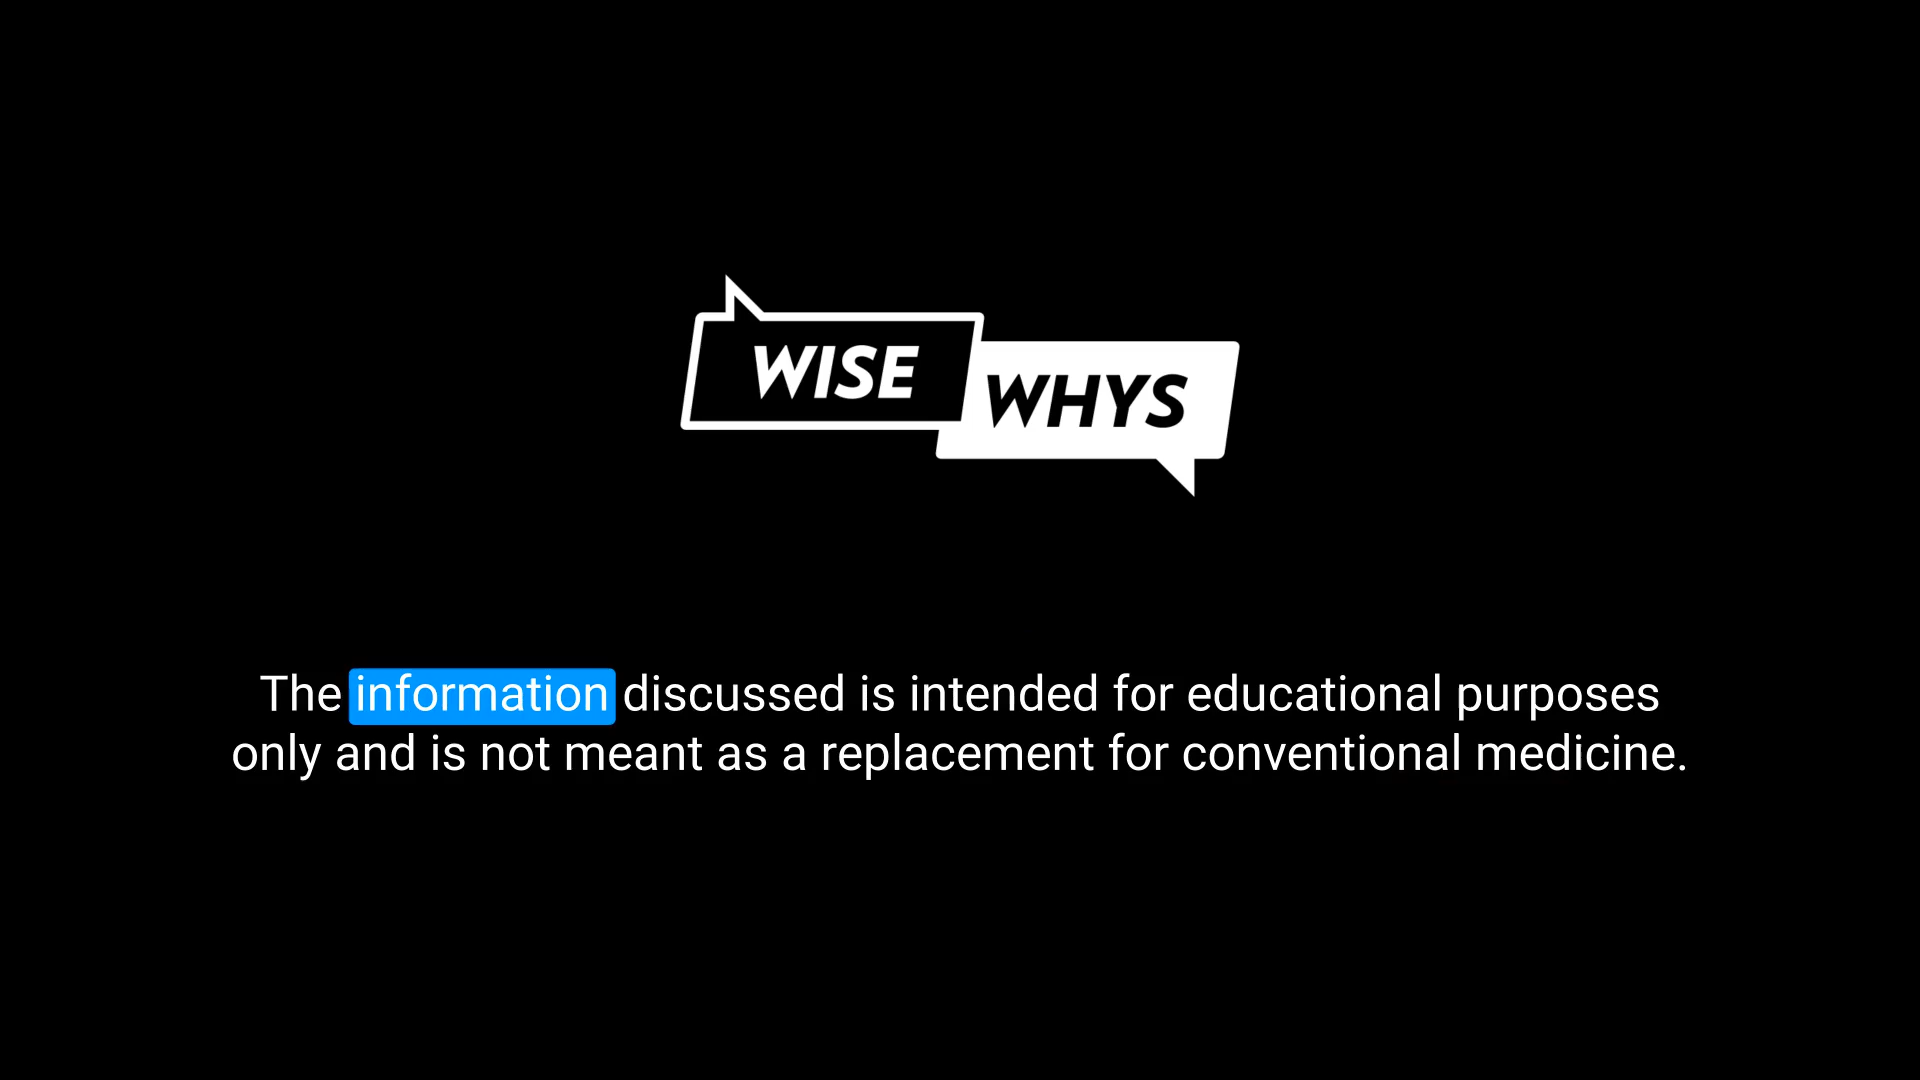 WISE
WHYS
The information discussed is intended for educational purposes
only and is not meant as a replacement for conventional medicine.